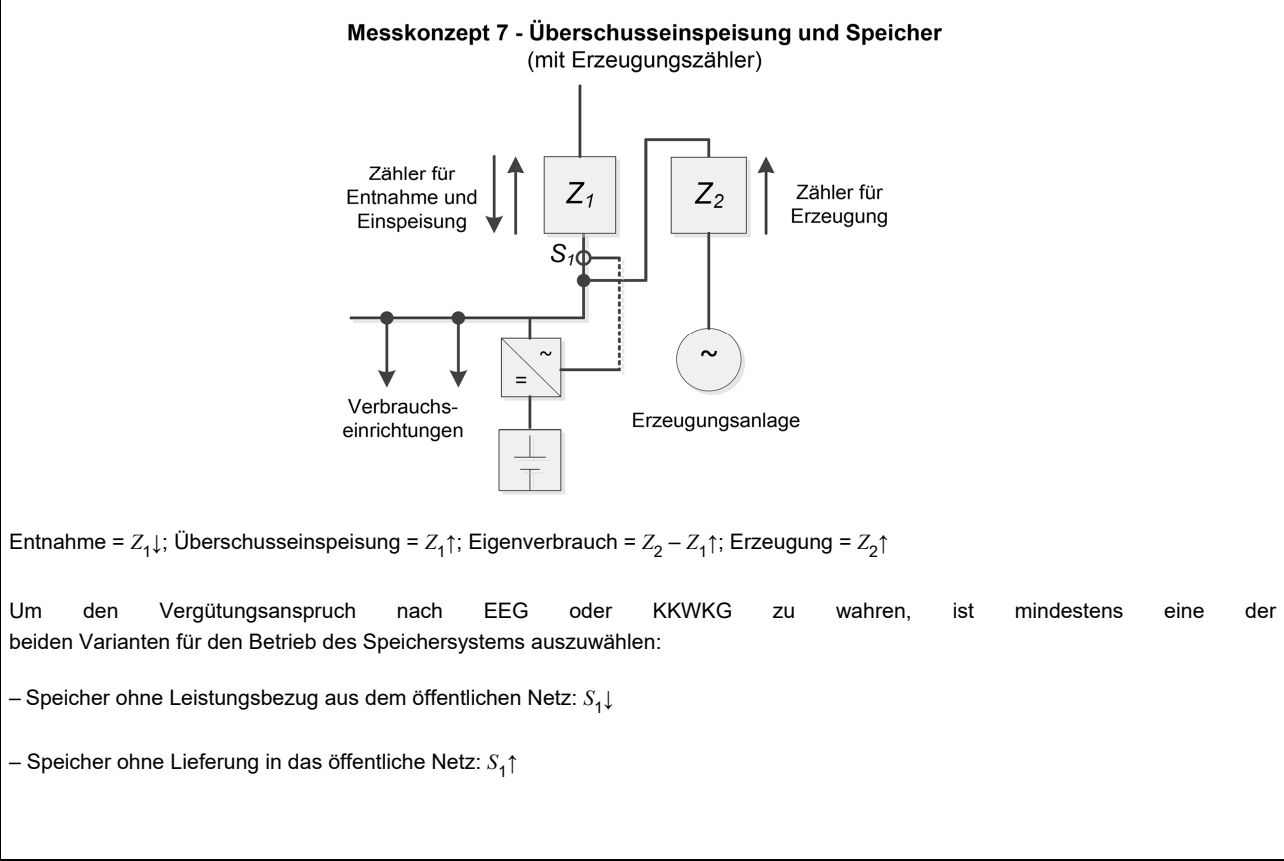 Messkonzept 7 - Überschusseinspeisung und Speicher
(mit Erzeugungszähler)
Zähler für
Entnahme und
Einspeisung
Z1
Z2
Zähler für
Erzeugung
S1
~
=
~
Verbrauchs-
einrichtungen
Erzeugungsanlage
Entnahme = Z1↓; Überschusseinspeisung = Z1↑; Eigenverbrauch = Z2 – Z1↑; Erzeugung = Z2↑
Um den Vergütungsanspruch nach EEG oder KKWKG zu wahren, ist mindestens eine der
beiden Varianten für den Betrieb des Speichersystems auszuwählen:
– Speicher ohne Leistungsbezug aus dem öffentlichen Netz: S1↓
– Speicher ohne Lieferung in das öffentliche Netz: S1↑